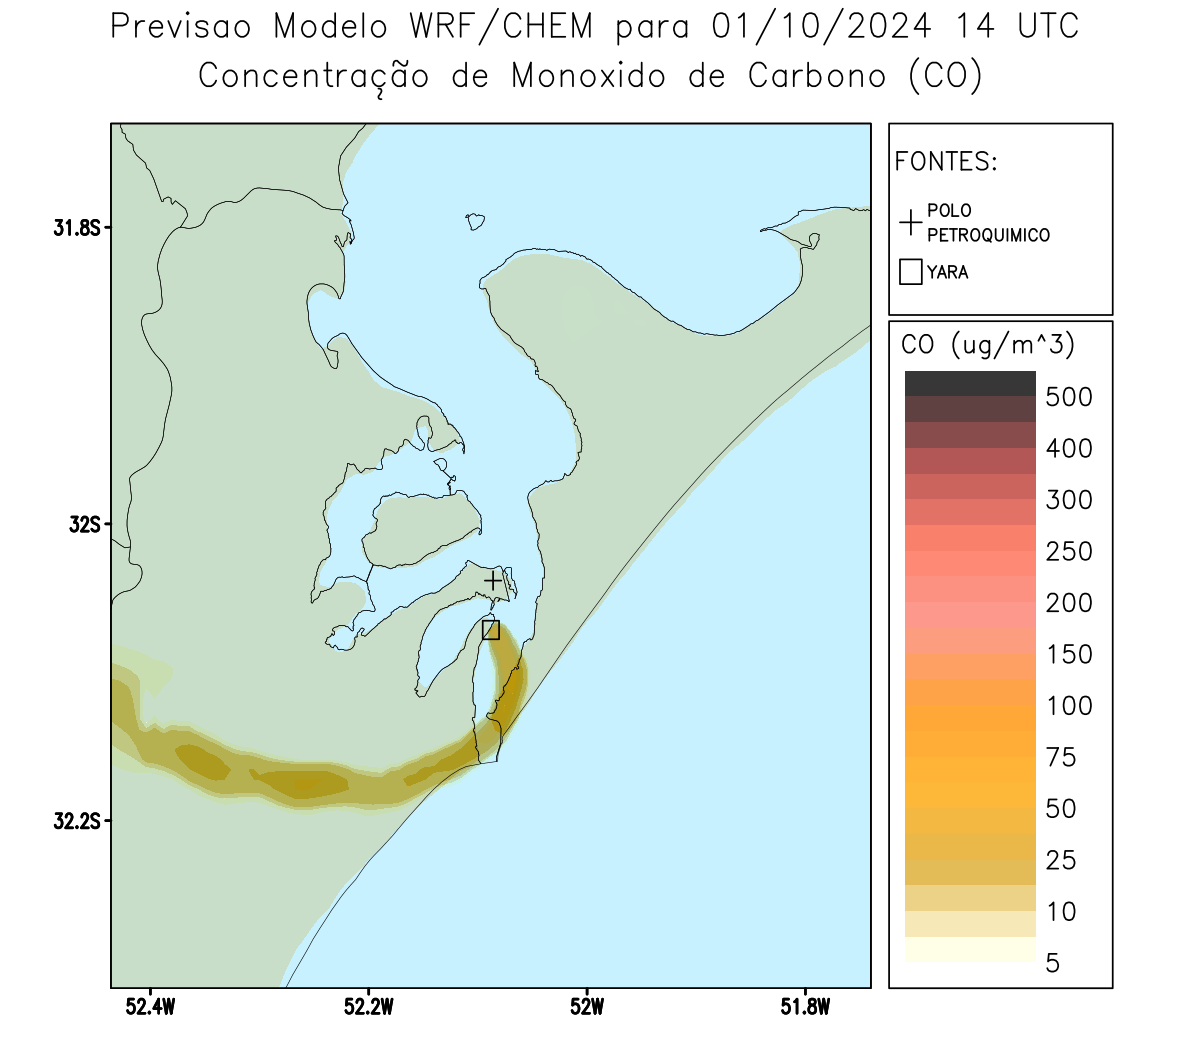 Previsao Modelo WRF/CHEM para 01/10/2024 14 UTC
Concentração de Monoxido de Carbono (CO)
FONTES:
POLO
PETROQUIMICO
YARA
CO (ug/m^3)
500
400
300
250
200
150
100
75
50
25
10
5
31.8S
32S
32.2S
52.4W
52.2W
52W
51.8W